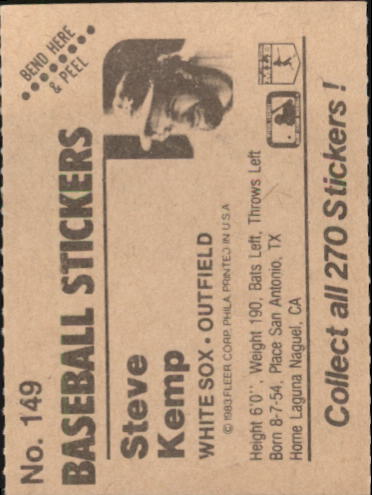 No. 149
BEND HERE
& PEEL
BASEBALL STICKERS
Steve
Kemp
WHITE SOX • OUTFIELD
© 1983 FLEER CORP. PHILA. PRINTED IN U.S.A
Height 6'0", Weight 190, Bats Left, Throws Left
Born 8-7-54, Place San Antonio, TX
Home Laguna Naguel, CA
Collect all 270 Stickers !